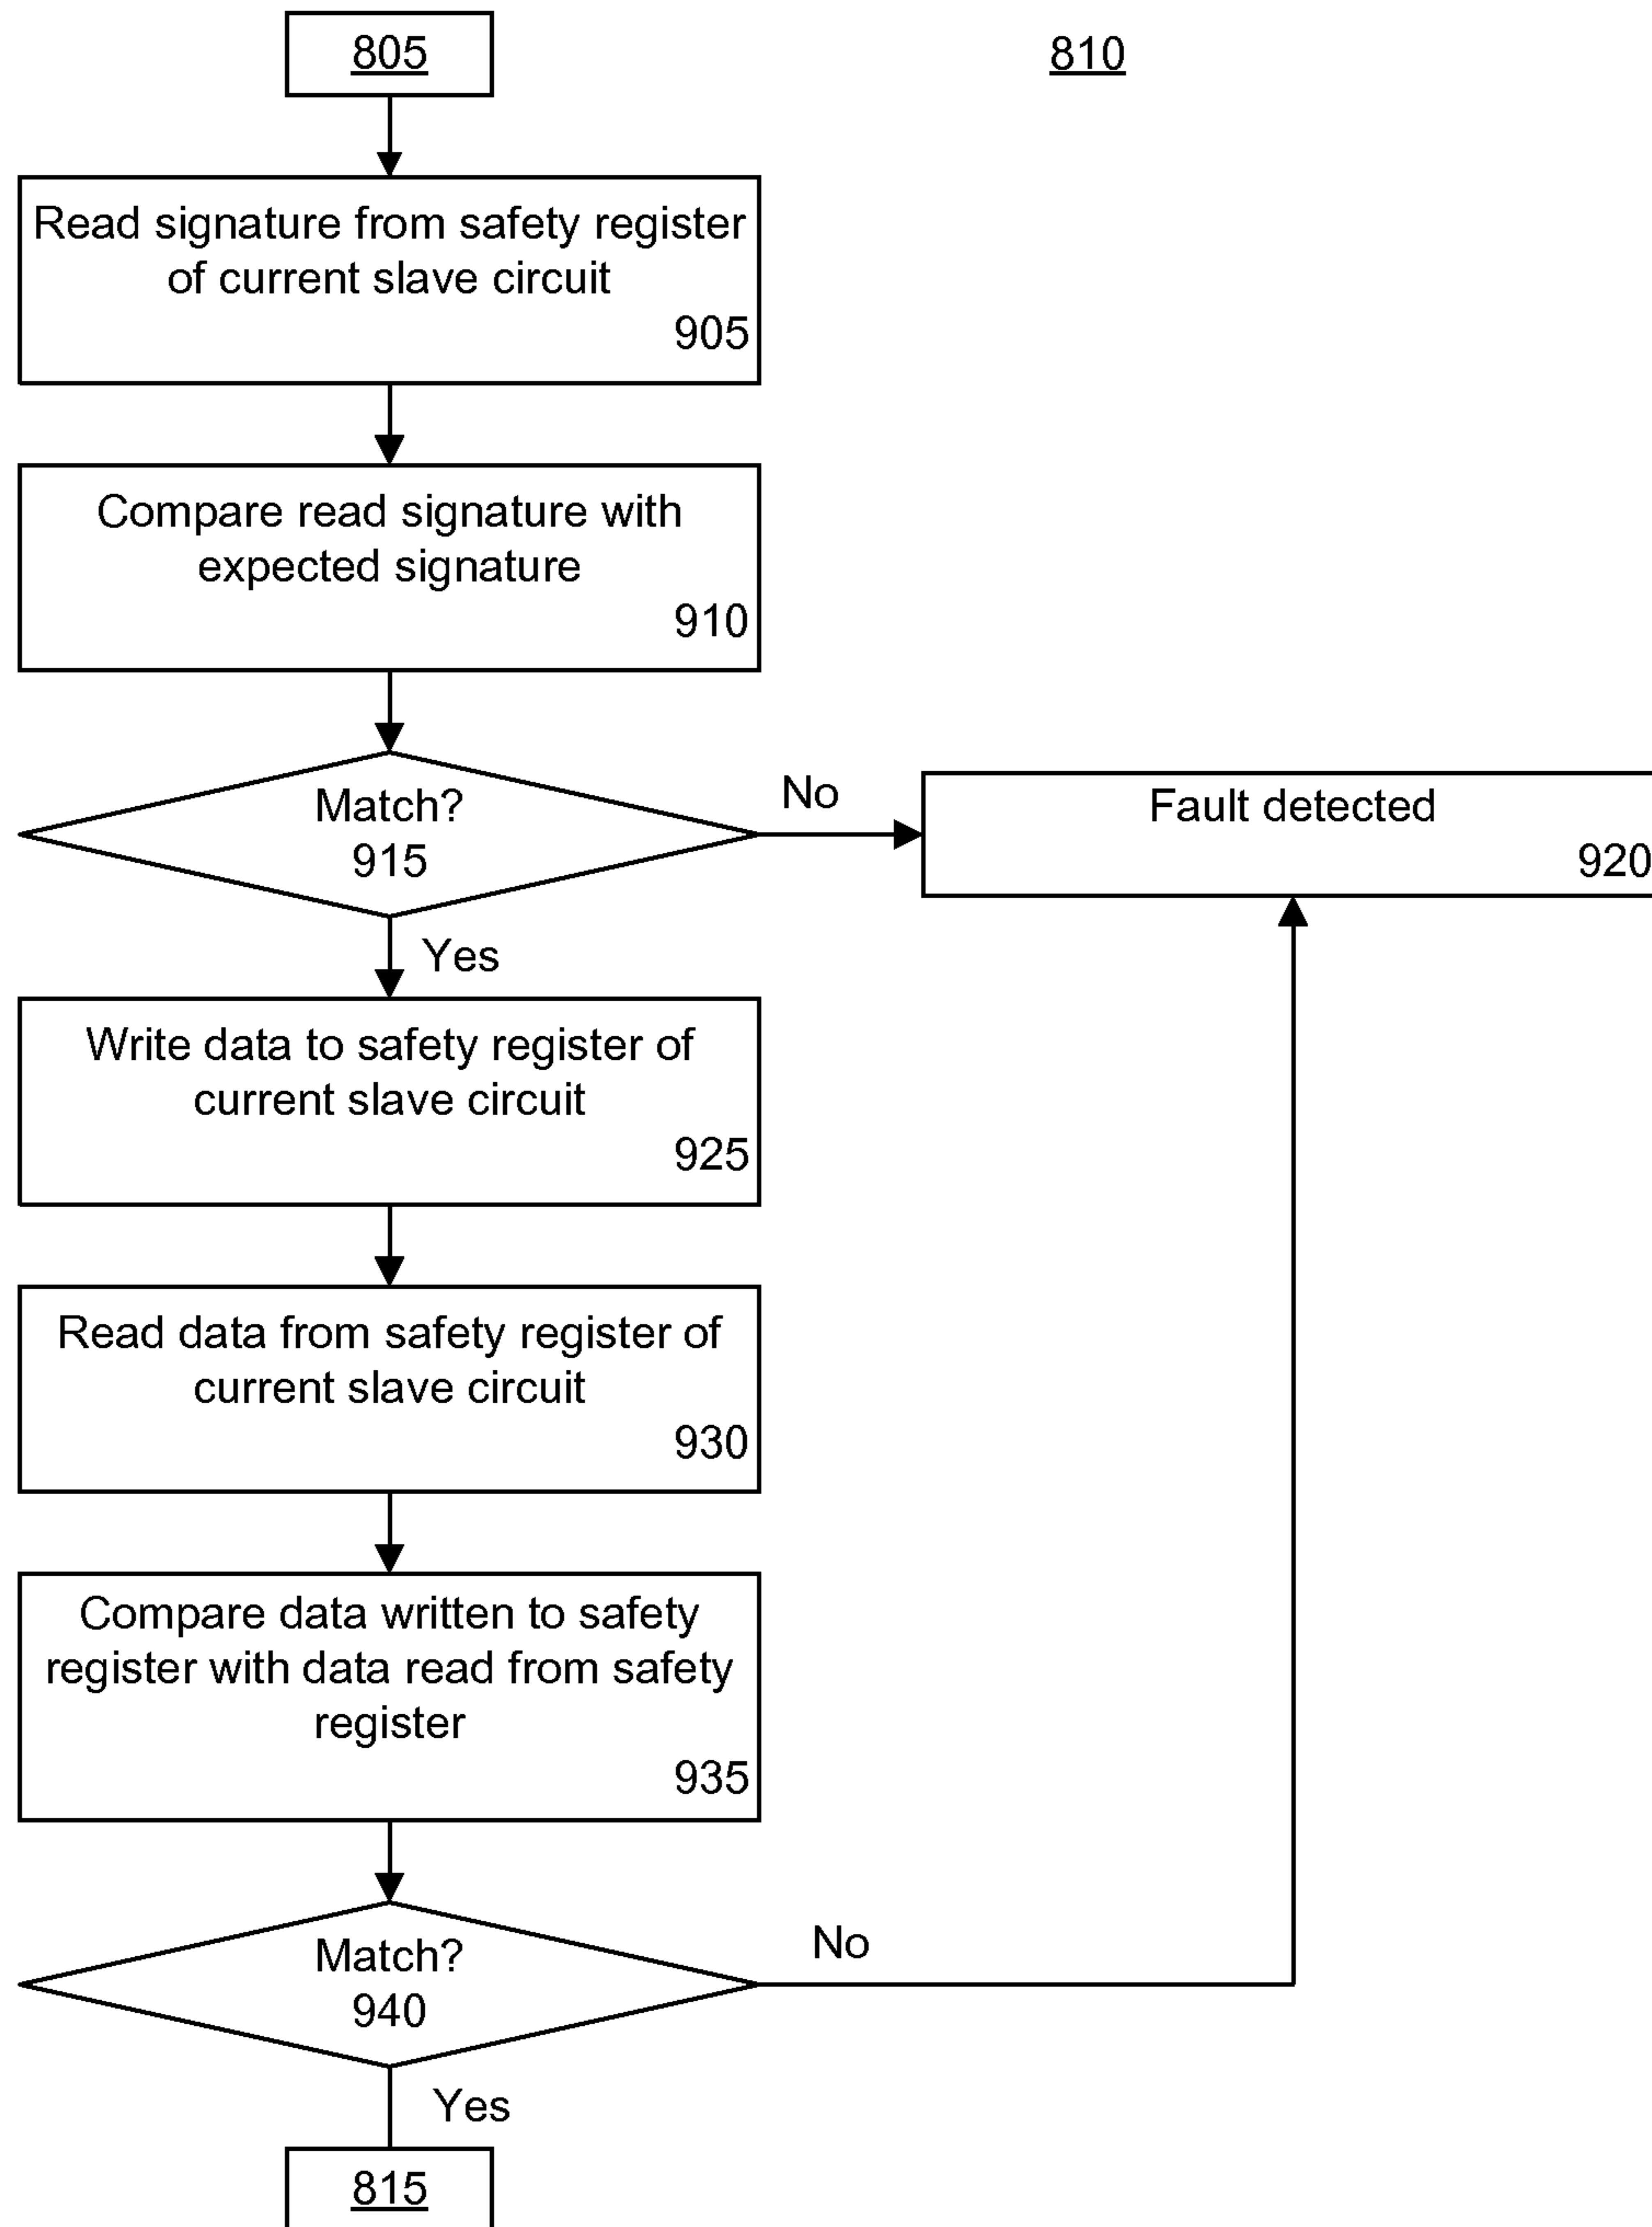 805
810
Read signature from safety register
of current slave circuit
905
Compare read signature with
expected signature
910
Match?
915
No
Fault detected
920
Yes
Write data to safety register of
current slave circuit
925
Read data from safety register of
current slave circuit
930
Compare data written to safety
register with data read from safety
register
935
Match?
940
No
Yes
815